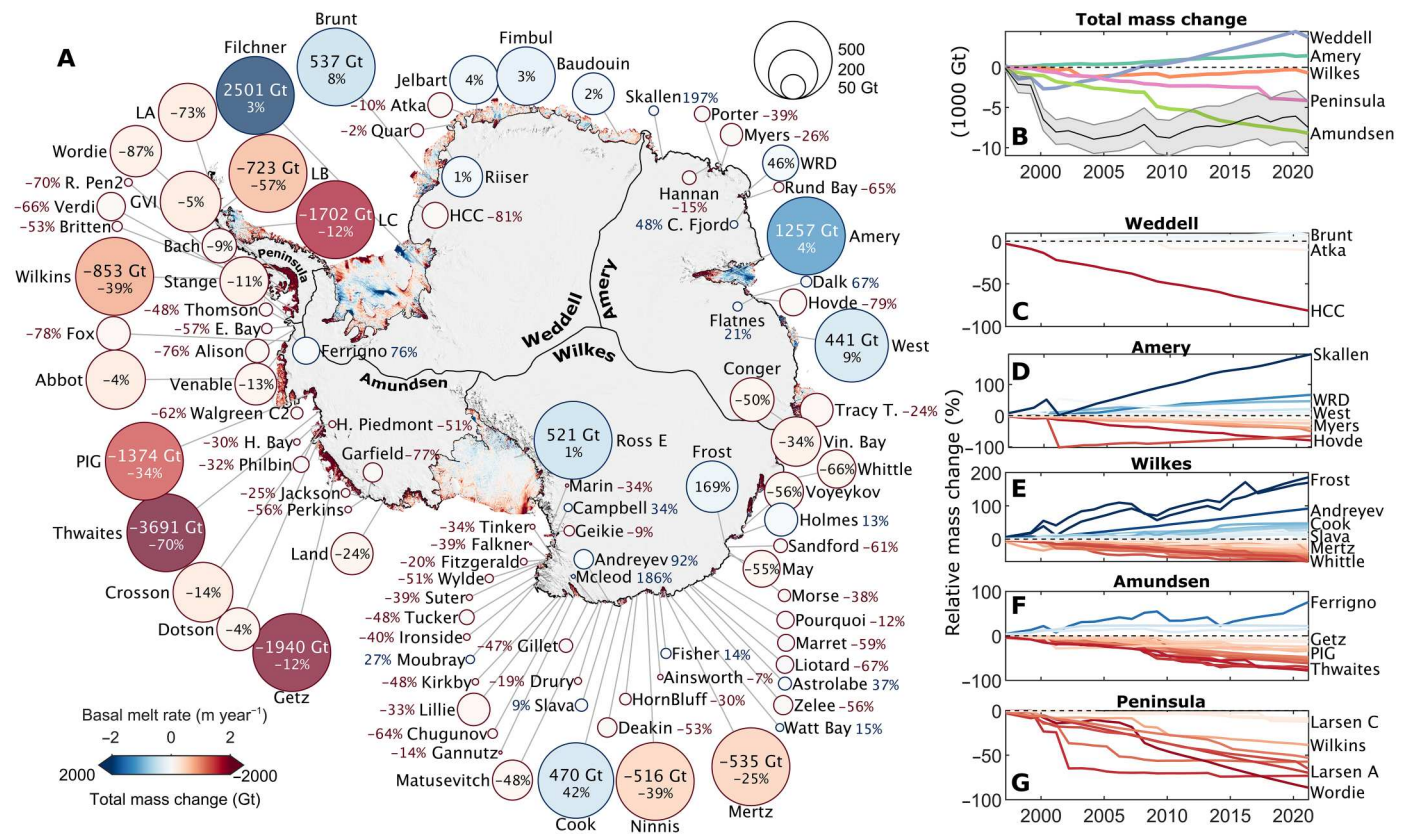 A
Brunt
537 Gt
8%
Filchner
2501 Gt
3%
Fimbul
3%
Jelbart
4%
Baudouin
2%
500
200
50 Gt
LA
−73%
−10% Atka
−2% Quar
Skallen 197%
Porter
−39%
Myers −26%
Wordie
−87%
−723 Gt
−57%
LB
1%
Riiser
46%
WRD
−70% R. Pen2
GVI
−5%
Hannan
−15%
Rund Bay −65%
−66% Verdi
−53% Britten
−1702 Gt
−12%
LC
HCC −81%
48% C. Fjord
1257 Gt
4%
Amery
Bach
−9%
Peninsula
Wilkins
−853 Gt
−39%
Stange
−11%
Weddell
Amery
Dalk 67%
Hovde −79%
−48% Thomson
−57% E. Bay
Flatnes
21%
−78% Fox
−76% Alison
Ferrigno 76%
Wilkes
441 Gt
9%
West
Abbot
−4%
Venable
−13%
Amundsen
Conger
−50%
−62% Walgreen C2
Tracy T. −24%
H. Piedmont −51%
521 Gt
1%
Ross E
−34%
Vin. Bay
PIG
−1374 Gt
−34%
−30% H. Bay
−32% Philbin
Garfield −77%
Frost
169%
−66%
Whittle
−25% Jackson
−56% Perkins
Marin −34%
Campbell 34%
−56%
Voyeykov
Thwaites
−3691 Gt
−70%
−34% Tinker
Geikie −9%
Holmes 13%
Land
−24%
−39% Falkner
−20% Fitzgerald
Andreyev 92%
Sandford −61%
−51% Wylde
Mcleod 186%
−55%
May
Crosson
−14%
−39% Suter
Morse −38%
−48% Tucker
Pourquoi −12%
Dotson
−4%
−40% Ironside
−47% Gillet
Marret −59%
−1940 Gt
−12%
Getz
27% Moubray
Fisher 14%
Liotard −67%
−48% Kirkby
−19% Drury
Ainsworth −7%
Astrolabe 37%
−33% Lillie
9% Slava
HornBluff −30%
Zelee −56%
−64% Chugunov
Deakin −53%
Watt Bay 15%
−14% Gannutz
Matusevitch
−48%
470 Gt
42%
Cook
−516 Gt
−39%
Ninnis
−535 Gt
−25%
Mertz
Basal melt rate (m year⁻¹)
−2 0 2
2000 −2000
Total mass change (Gt)
Total mass change
B
(1000 Gt)
0
−5
−10
Weddell
Amery
Wilkes
Peninsula
Amundsen
2000 2005 2010 2015 2020
Relative mass change (%)
Weddell
C
0
−50
−100
Brunt
Atka
HCC
Amery
D
100
0
−100
Skallen
WRD
West
Myers
Hovde
Wilkes
E
200
100
0
Frost
Andreyev
Cook
Slava
Mertz
Whittle
Amundsen
F
100
0
−100
Ferrigno
Getz
PIG
Thwaites
Peninsula
G
0
−50
−100
Larsen C
Wilkins
Larsen A
Wordie
2000 2005 2010 2015 2020